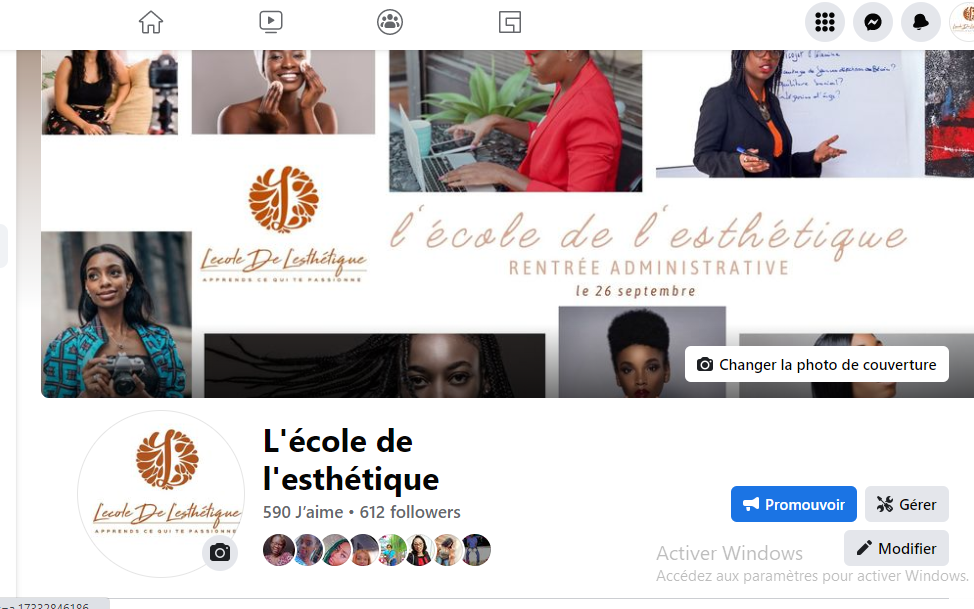 Lecole De Lesthétique
APPRENDS CE QUI TE PASSIONNE
l'école de l'esthétique
RENTRÉE ADMINISTRATIVE
le 26 septembre
Changer la photo de couverture
Lecole De Lesthétique
APPRENDS CE QUI TE PASSIONNE
L'école de
l'esthétique
590 J’aime • 612 followers
Promouvoir
Gérer
Modifier
Activer Windows
Accédez aux paramètres pour activer Windows.